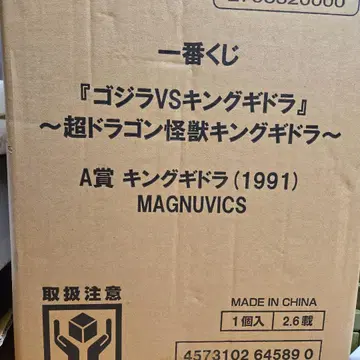 一番くじ
『ゴジラVSキングギドラ』
～超ドラゴン怪獣キングギドラ～
A賞 キングギドラ(1991)
MAGNUVICS
取扱注意
MADE IN CHINA
1個入 2.6載
4573102 64589 0